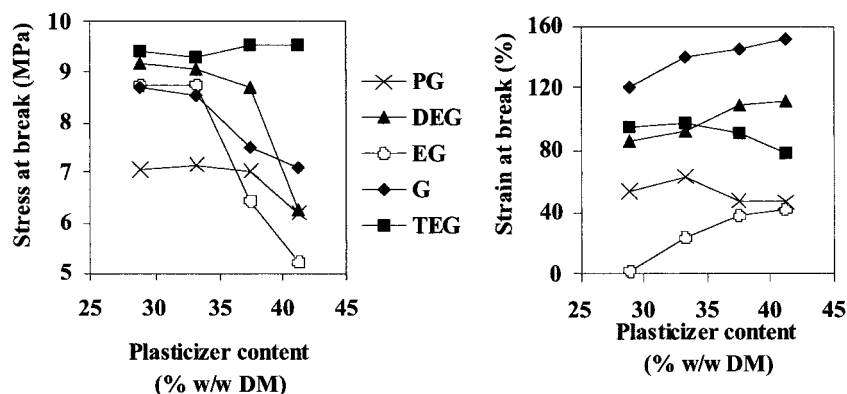 Stress at break (MPa)
10
9
8
7
6
5
25
30
35
40
45
Plasticizer content
(% w/w DM)
PG
DEG
EG
G
TEG
Strain at break (%)
160
120
80
40
0
25
30
35
40
45
Plasticizer content
(% w/w DM)